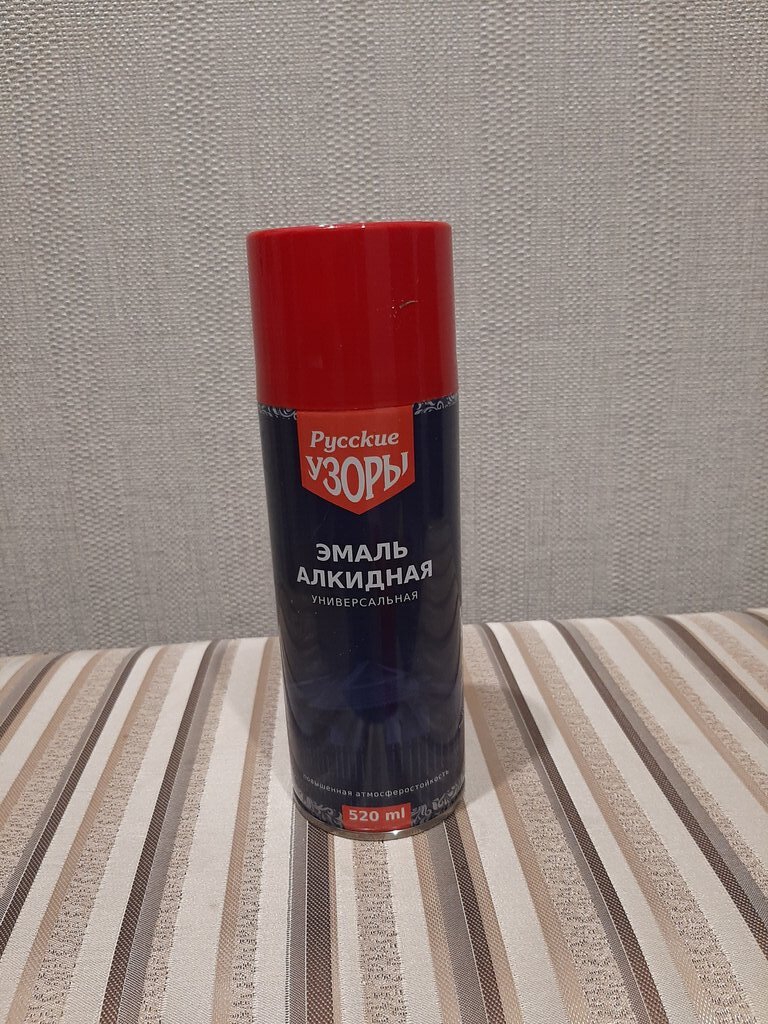 Русские
УЗОРЫ
ЭМАЛЬ
АЛКИДНАЯ
УНИВЕРСАЛЬНАЯ
повышенная атмосферостойкость
520 ml